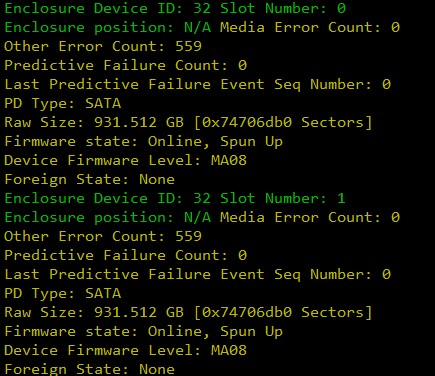 Enclosure Device ID: 32 Slot Number: 0
Enclosure position: N/A Media Error Count: 0
Other Error Count: 559
Predictive Failure Count: 0
Last Predictive Failure Event Seq Number: 0
PD Type: SATA
Raw Size: 931.512 GB [0x74706db0 Sectors]
Firmware state: Online, Spun Up
Device Firmware Level: MA08
Foreign State: None
Enclosure Device ID: 32 Slot Number: 1
Enclosure position: N/A Media Error Count: 0
Other Error Count: 559
Predictive Failure Count: 0
Last Predictive Failure Event Seq Number: 0
PD Type: SATA
Raw Size: 931.512 GB [0x74706db0 Sectors]
Firmware state: Online, Spun Up
Device Firmware Level: MA08
Foreign State: None